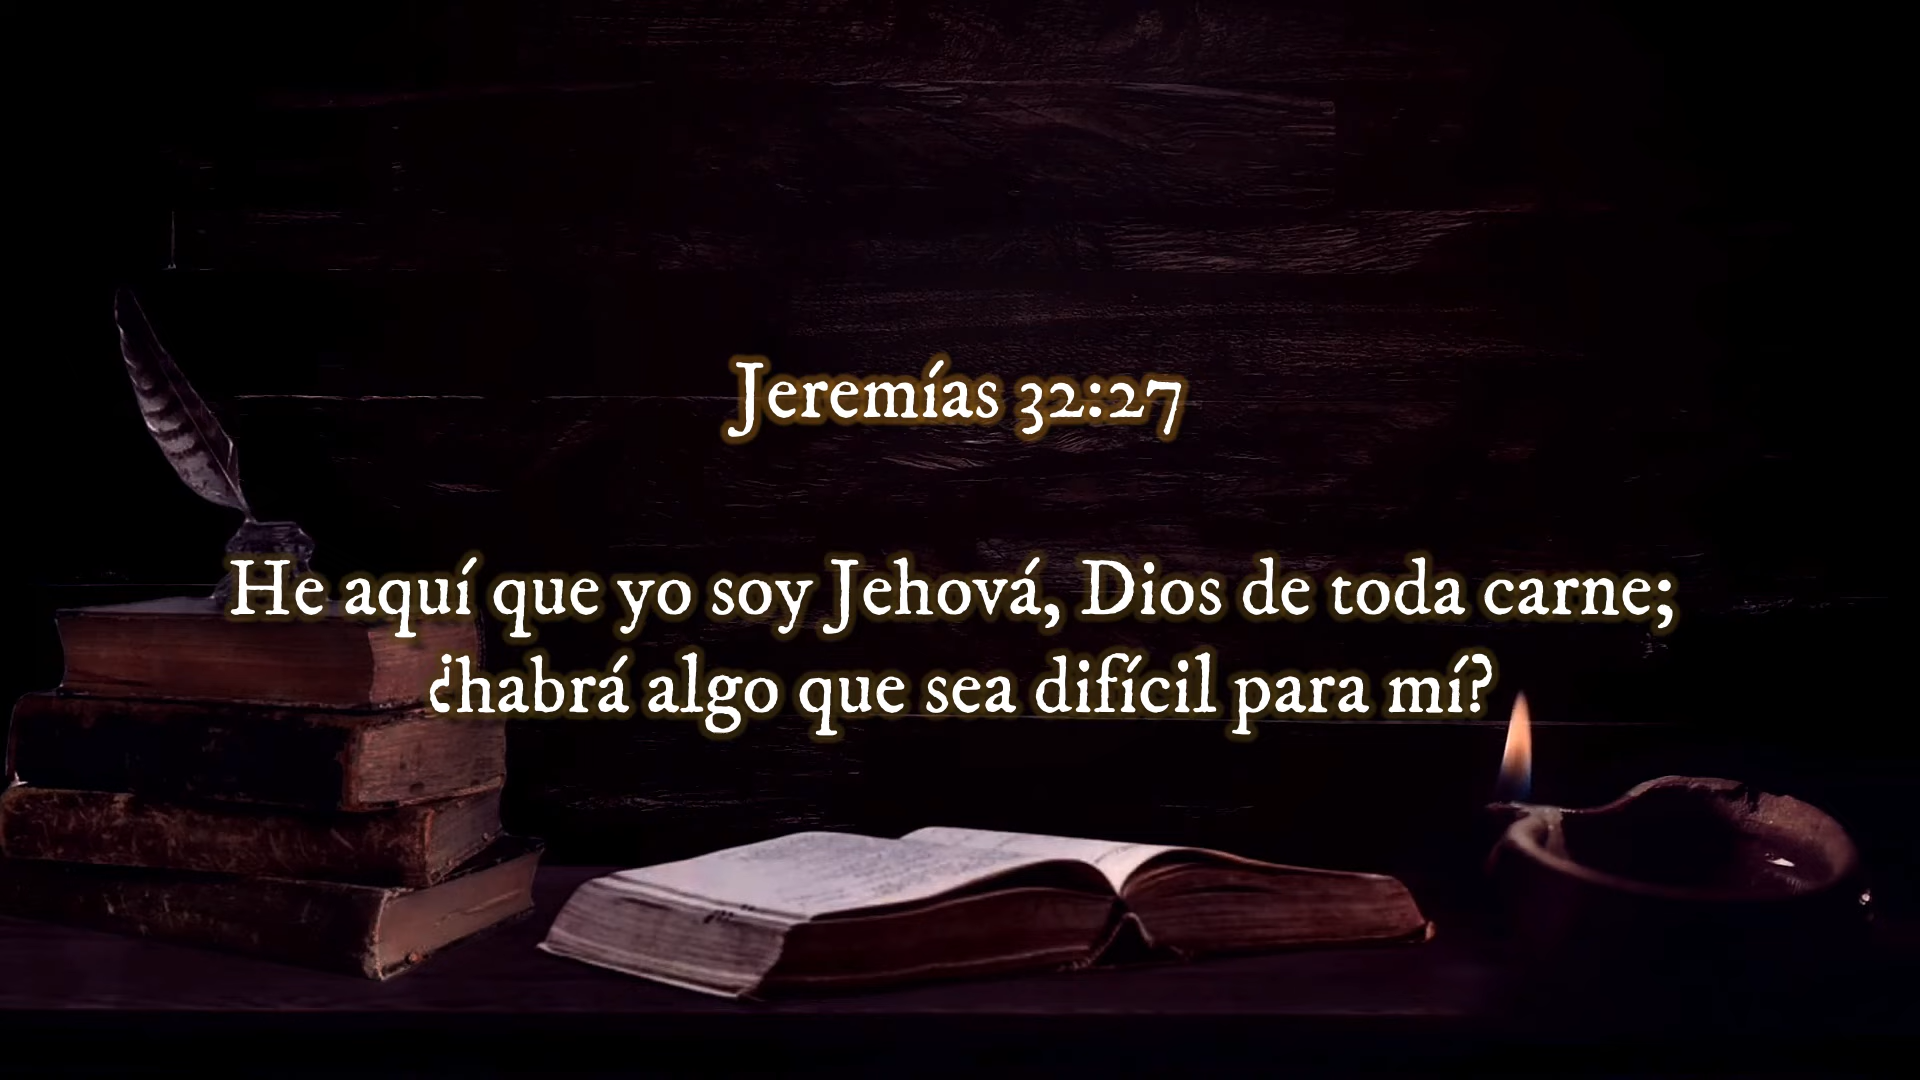 Jeremías 32:27
He aquí que yo soy Jehová, Dios de toda carne;
¿habrá algo que sea difícil para mí?